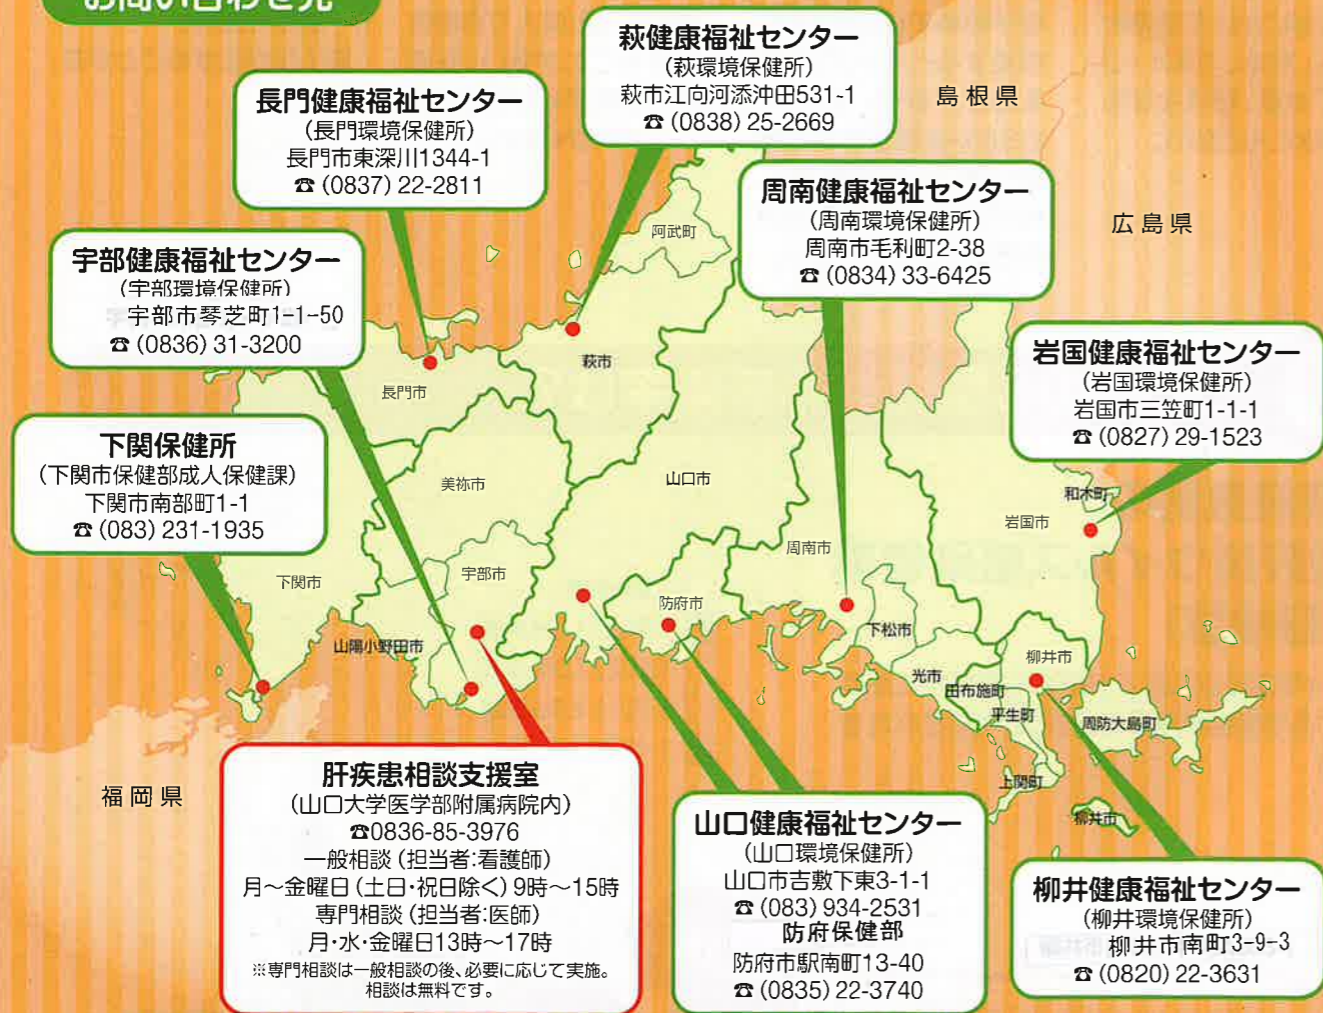 お問い合わせ先
萩健康福祉センター
(萩環境保健所)
萩市江向河添沖田531-1
☎(0838)25-2669
長門健康福祉センター
(長門環境保健所)
長門市東深川1344-1
☎(0837)22-2811
島根県
周南健康福祉センター
(周南環境保健所)
周南市毛利町2-38
☎(0834)33-6425
広島県
宇部健康福祉センター
(宇部環境保健所)
宇部市琴芝町1-1-50
☎(0836)31-3200
岩国健康福祉センター
(岩国環境保健所)
岩国市三笠町1-1-1
☎(0827)29-1523
下関保健所
(下関市保健部成人保健課)
下関市南部町1-1
☎(083)231-1935
阿武町
萩市
長門市
美祢市
山口市
和木町
岩国市
周南市
宇部市
下関市
防府市
下松市
山陽小野田市
柳井市
光市
田布施町
平生町
周防大島町
上関町
柳井市
福岡県
肝疾患相談支援室
(山口大学医学部附属病院内)
☎0836-85-3976
一般相談(担当者:看護師)
月～金曜日(土日・祝日除く)9時～15時
専門相談(担当者:医師)
月・水・金曜日13時～17時
※専門相談は一般相談の後、必要に応じて実施。
相談は無料です。
山口健康福祉センター
(山口環境保健所)
山口市吉敷下東3-1-1
☎(083)934-2531
防府保健部
防府市駅南町13-40
☎(0835)22-3740
柳井健康福祉センター
(柳井環境保健所)
柳井市南町3-9-3
☎(0820)22-3631